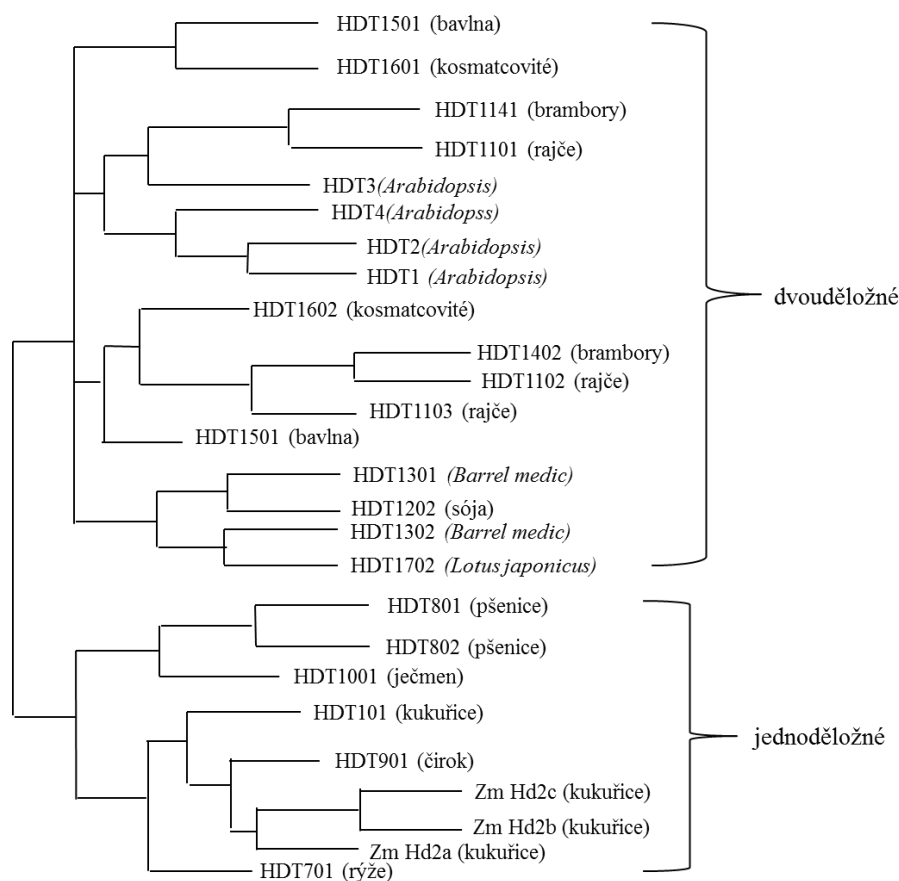 HDT1501 (bavlna)
HDT1601 (kosmatcovité)
HDT1141 (brambory)
HDT1101 (rajče)
HDT3(Arabidopsis)
HDT4(Arabidopss)
HDT2(Arabidopsis)
HDT1 (Arabidopsis)
dvouděložné
HDT1602 (kosmatcovité)
HDT1402 (brambory)
HDT1102 (rajče)
HDT1103 (rajče)
HDT1501 (bavlna)
HDT1301 (Barrel medic)
HDT1202 (sója)
HDT1302 (Barrel medic)
HDT1702 (Lotus japonicus)
HDT801 (pšenice)
HDT802 (pšenice)
HDT1001 (ječmen)
HDT101 (kukuřice)
jednoděložné
HDT901 (čirok)
Zm Hd2c (kukuřice)
Zm Hd2b (kukuřice)
Zm Hd2a (kukuřice)
HDT701 (rýže)